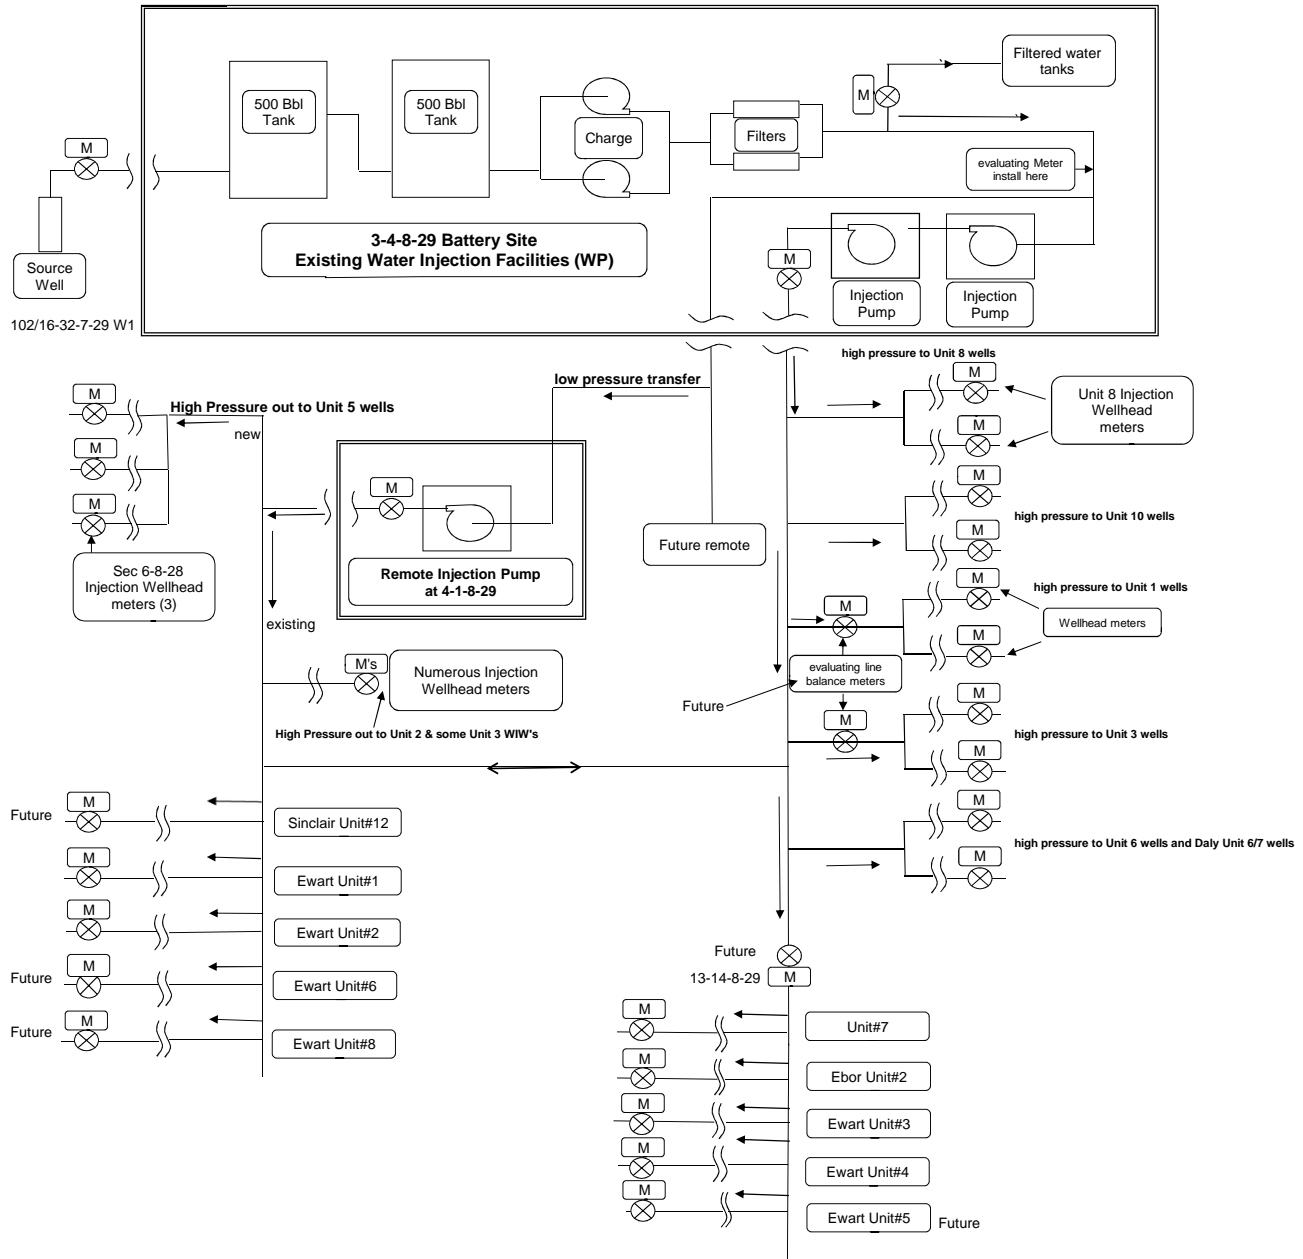 Filtered water
tanks
M
500 Bbl
Tank
500 Bbl
Tank
Charge
Filters
M
evaluating Meter
install here
3-4-8-29 Battery Site
Existing Water Injection Facilities (WP)
M
Source
Well
102/16-32-7-29 W1
Injection
Pump
Injection
Pump
high pressure to Unit 8 wells
low pressure transfer
M
High Pressure out to Unit 5 wells
new
M
M
Sec 6-8-28
Injection Wellhead
meters (3)
M
Remote Injection Pump
at 4-1-8-29
Future remote
M
M
Unit 8 Injection
Wellhead
meters
M
M
high pressure to Unit 10 wells
M
M
high pressure to Unit 1 wells
Wellhead meters
M
existing
M's
Numerous Injection
Wellhead meters
High Pressure out to Unit 2 & some Unit 3 WIW's
evaluating line
balance meters
Future
M
M
M
high pressure to Unit 3 wells
M
M
high pressure to Unit 6 wells and Daly Unit 6/7 wells
Future
M
Sinclair Unit#12
M
Ewart Unit#1
M
Ewart Unit#2
Future
M
Ewart Unit#6
Future
M
Ewart Unit#8
Future
13-14-8-29
M
M
Unit#7
M
Ebor Unit#2
M
Ewart Unit#3
M
Ewart Unit#4
M
Ewart Unit#5
Future